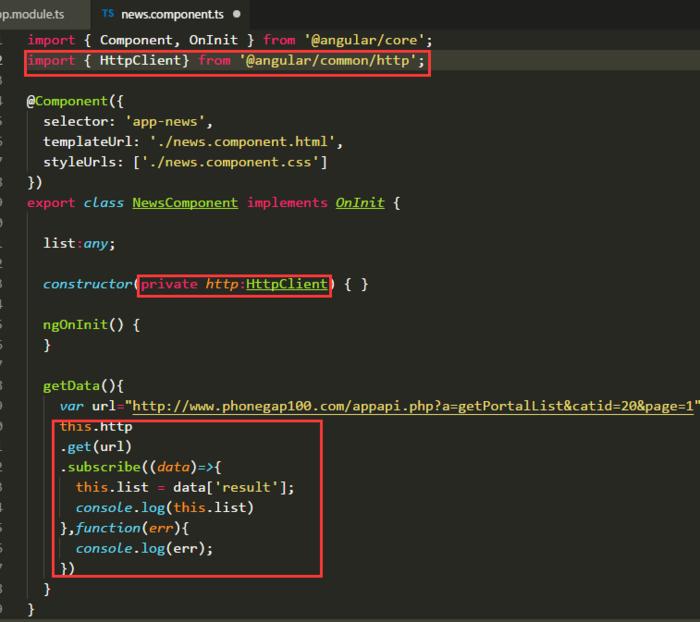 p.module.ts TS news.component.ts
import { Component, OnInit } from '@angular/core';
import { HttpClient} from '@angular/common/http';
@Component({
selector: 'app-news',
templateUrl: './news.component.html',
styleUrls: ['./news.component.css']
})
export class NewsComponent implements OnInit {
list:any;
constructor(private http:HttpClient) { }
ngOnInit() {
}
getData(){
var url="http://www.phonegap100.com/appapi.php?a=getPortalList&catid=20&page=1"
this.http
.get(url)
.subscribe((data)=>{
this.list = data['result'];
console.log(this.list)
},function(err){
console.log(err);
})
}
}